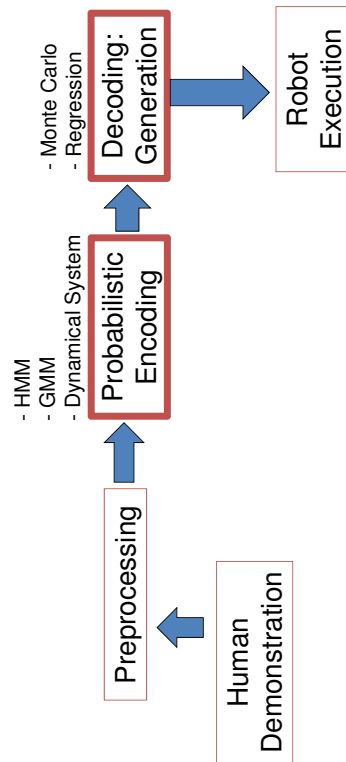 Human
Demonstration
Preprocessing
- HMM
- GMM
- Dynamical System
Probabilistic
Encoding
- Monte Carlo
- Regression
Decoding:
Generation
Robot
Execution